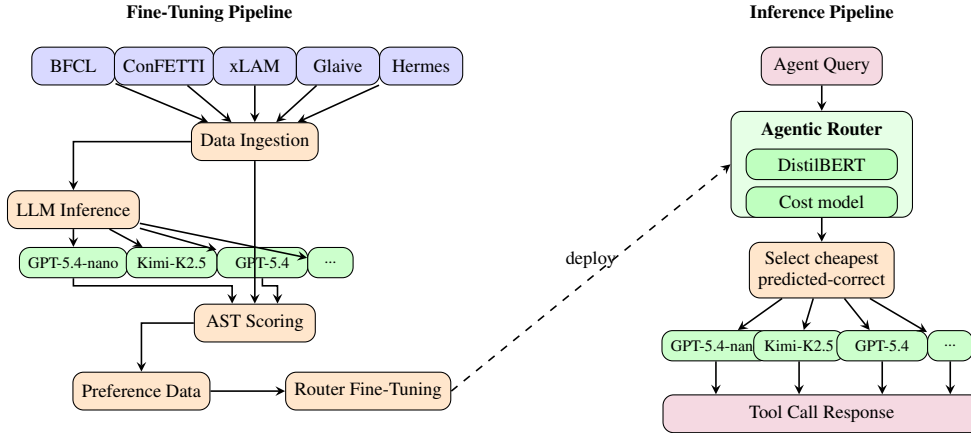 Fine-Tuning Pipeline
BFCL
ConFETTI
xLAM
Glaive
Hermes
Data Ingestion
LLM Inference
GPT-5.4-nano
Kimi-K2.5
GPT-5.4
...
AST Scoring
Preference Data
Router Fine-Tuning
deploy
Inference Pipeline
Agent Query
Agentic Router
DistilBERT
Cost model
Select cheapest
predicted-correct
GPT-5.4-nan
Kimi-K2.5
GPT-5.4
...
Tool Call Response